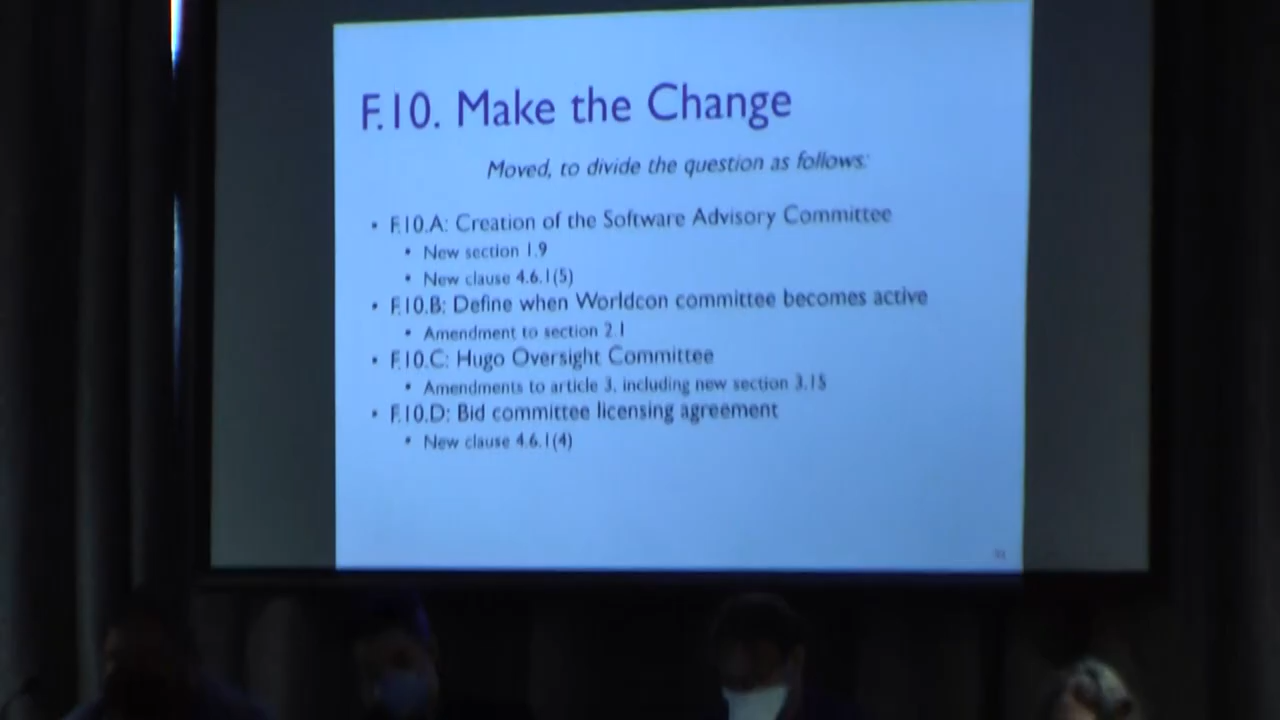 F.10. Make the Change
Moved, to divide the question as follows:
• F.10.A: Creation of the Software Advisory Committee
• New section 1.9
• New clause 4.6.1(5)
• F.10.B: Define when Worldcon committee becomes active
• Amendment to section 2.1
• F.10.C: Hugo Oversight Committee
• Amendments to article 3, including new section 3.15
• F.10.D: Bid committee licensing agreement
• New clause 4.6.1(4)